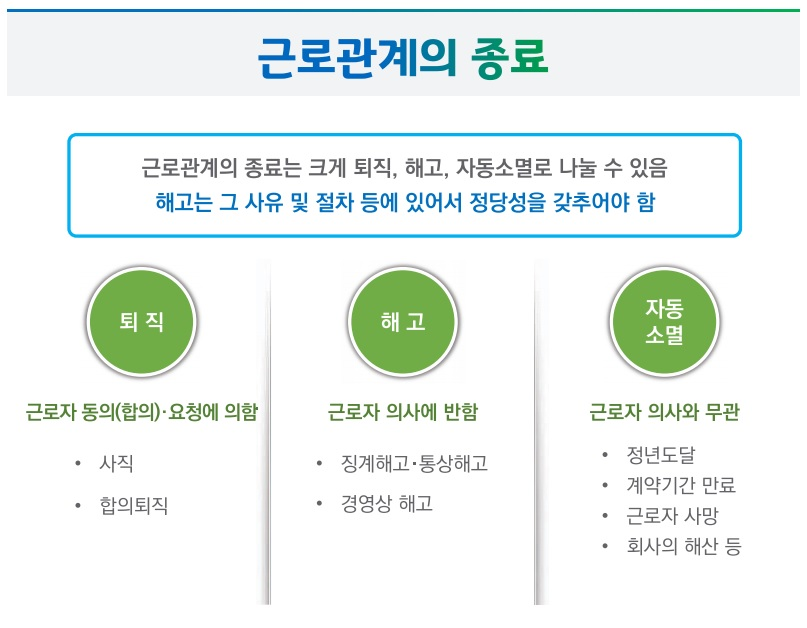 근로관계의 종료
근로관계의 종료는 크게 퇴직, 해고, 자동소멸로 나눌 수 있음
해고는 그 사유 및 절차 등에 있어서 정당성을 갖추어야 함
퇴 직
근로자 동의(합의)·요청에 의함
• 사직
• 합의퇴직
해 고
근로자 의사에 반함
• 징계해고·통상해고
• 경영상 해고
자동
소멸
근로자 의사와 무관
• 정년도달
• 계약기간 만료
• 근로자 사망
• 회사의 해산 등